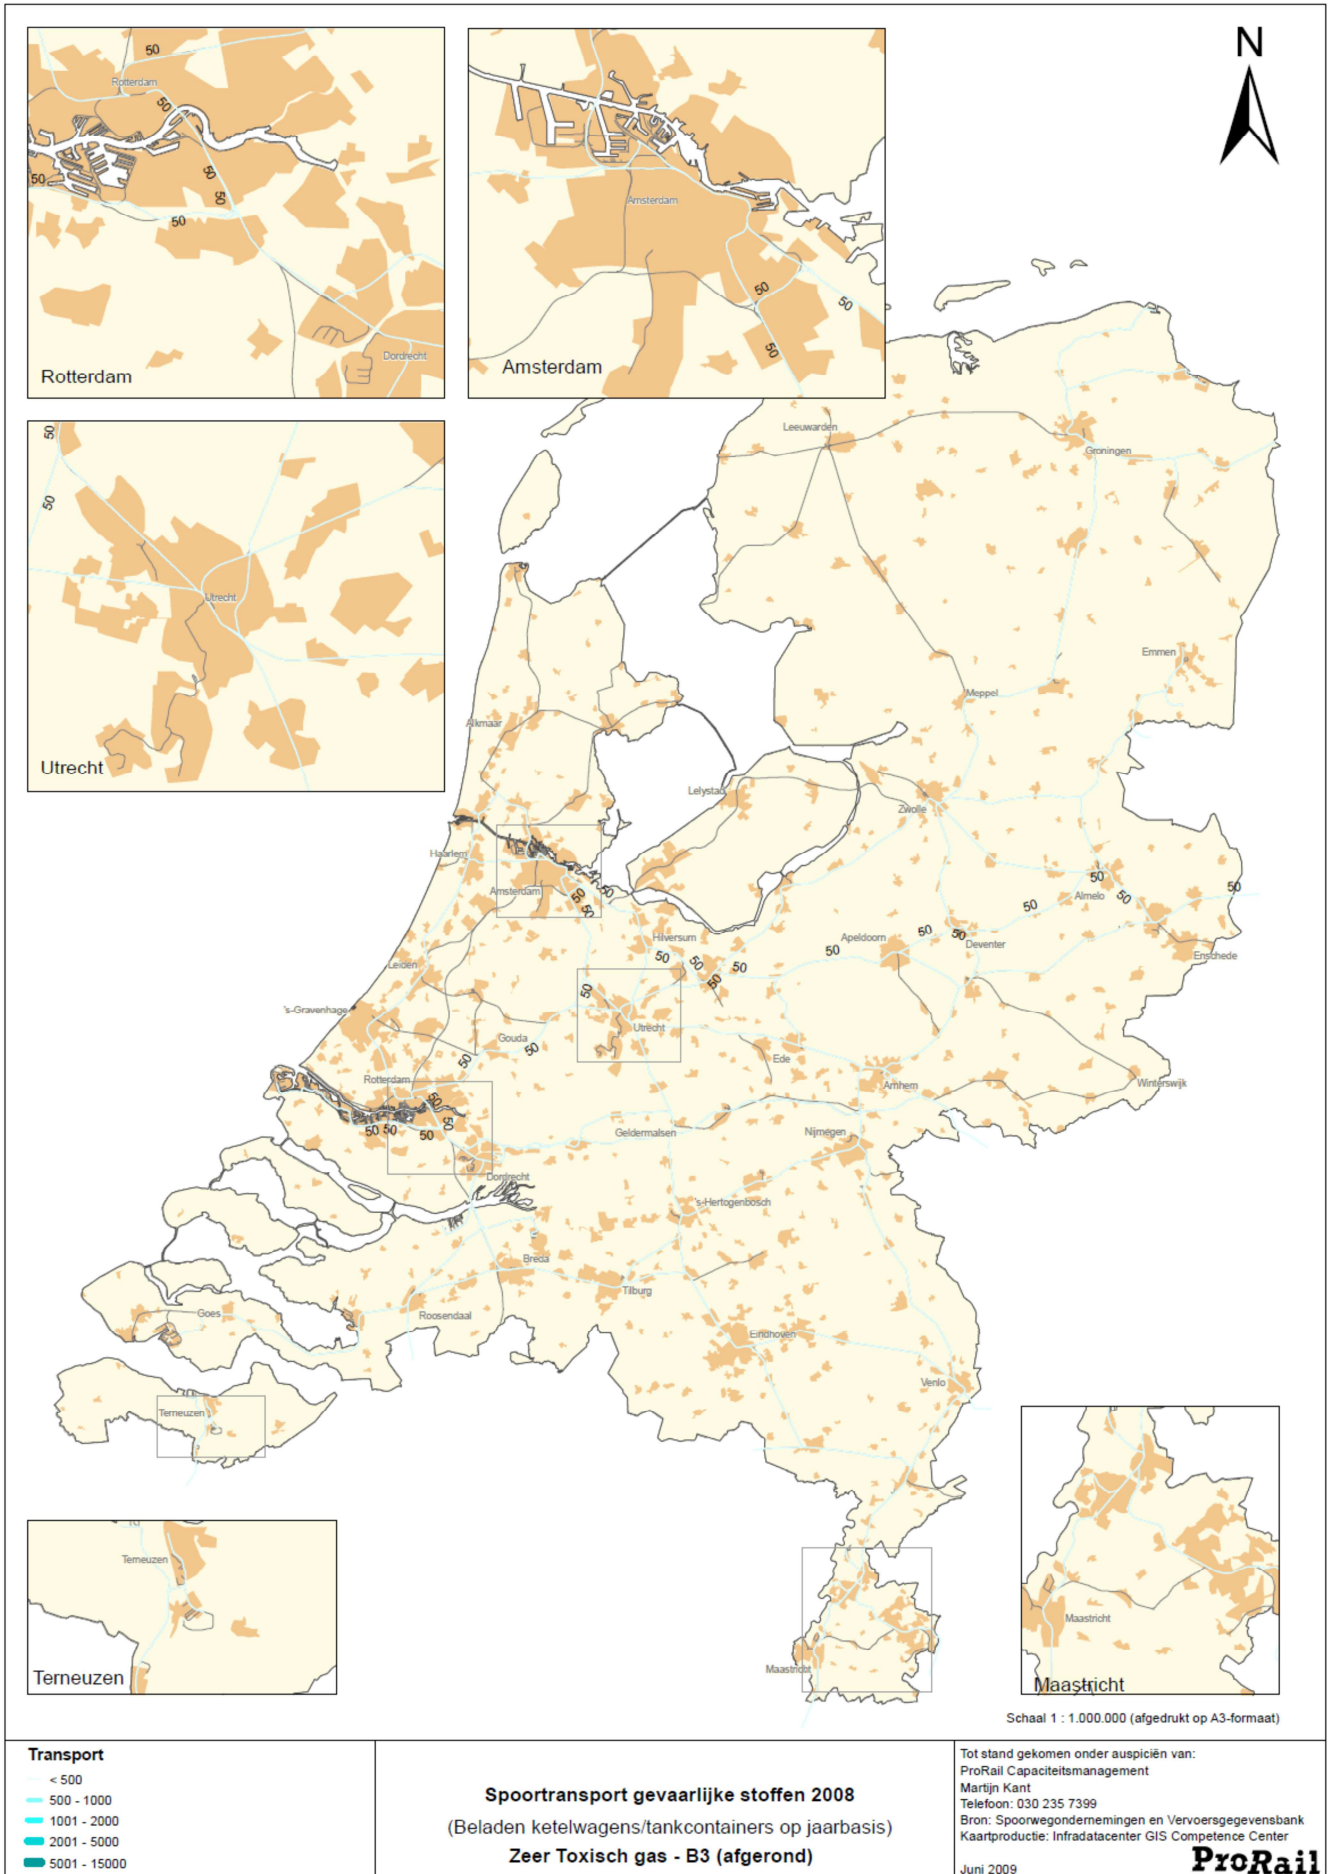 N
50
Rotterdam
50
50
50
50
50
Dordrecht
Rotterdam
Amsterdam
50
50
50
Amsterdam
50
50
Utrecht
Utrecht
Leeuwarden
Groningen
Emmen
Meppel
Alkmaar
Lelystad
Zwolle
Haarlem
Amsterdam
50
50
50
50
Almelo
50
50
50
Hilversum
Apeldoorn
50
50
Deventer
Enschede
50
50
50
50
50
Leiden
50
's-Gravenhage
Utrecht
Gouda
50
50
Ede
Arnhem
Winterswijk
Rotterdam
50
50
50
50
50
Geldermalsen
Nijmegen
Dordrecht
's-Hertogenbosch
Breda
Tilburg
Goes
Roosendaal
Eindhoven
Venlo
Terneuzen
Maastricht
Terneuzen
Terneuzen
Maastricht
Maastricht
Schaal 1 : 1.000.000 (afgedrukt op A3-formaat)
Transport
< 500
500 - 1000
1001 - 2000
2001 - 5000
5001 - 15000
Spoortransport gevaarlijke stoffen 2008
(Beladen ketelwagens/tankcontainers op jaarbasis)
Zeer Toxisch gas - B3 (afgerond)
Tot stand gekomen onder auspiciën van:
ProRail Capaciteitsmanagement
Martijn Kant
Telefoon: 030 235 7399
Bron: Spoorwegondernemingen en Vervoersgegevensbank
Kaartproductie: Infradatacenter GIS Competence Center
Juni 2009
ProRail